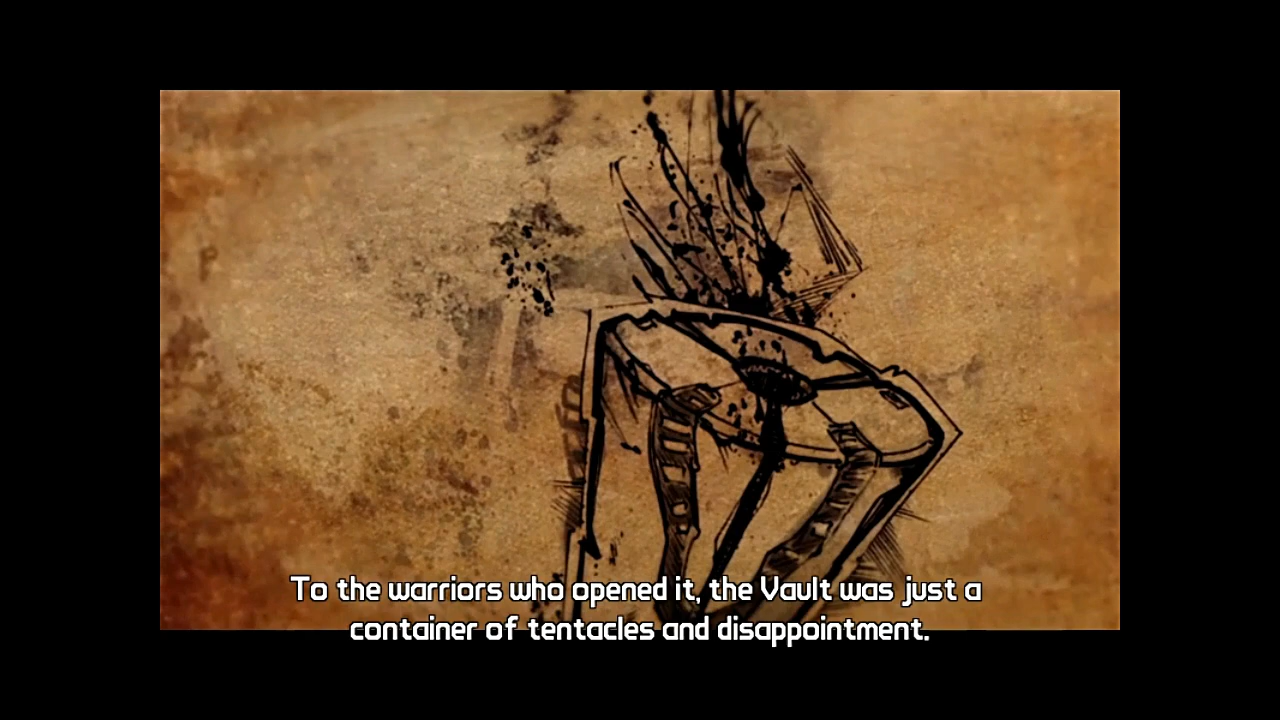 To the warriors who opened it, the Vault was just a
container of tentacles and disappointment.